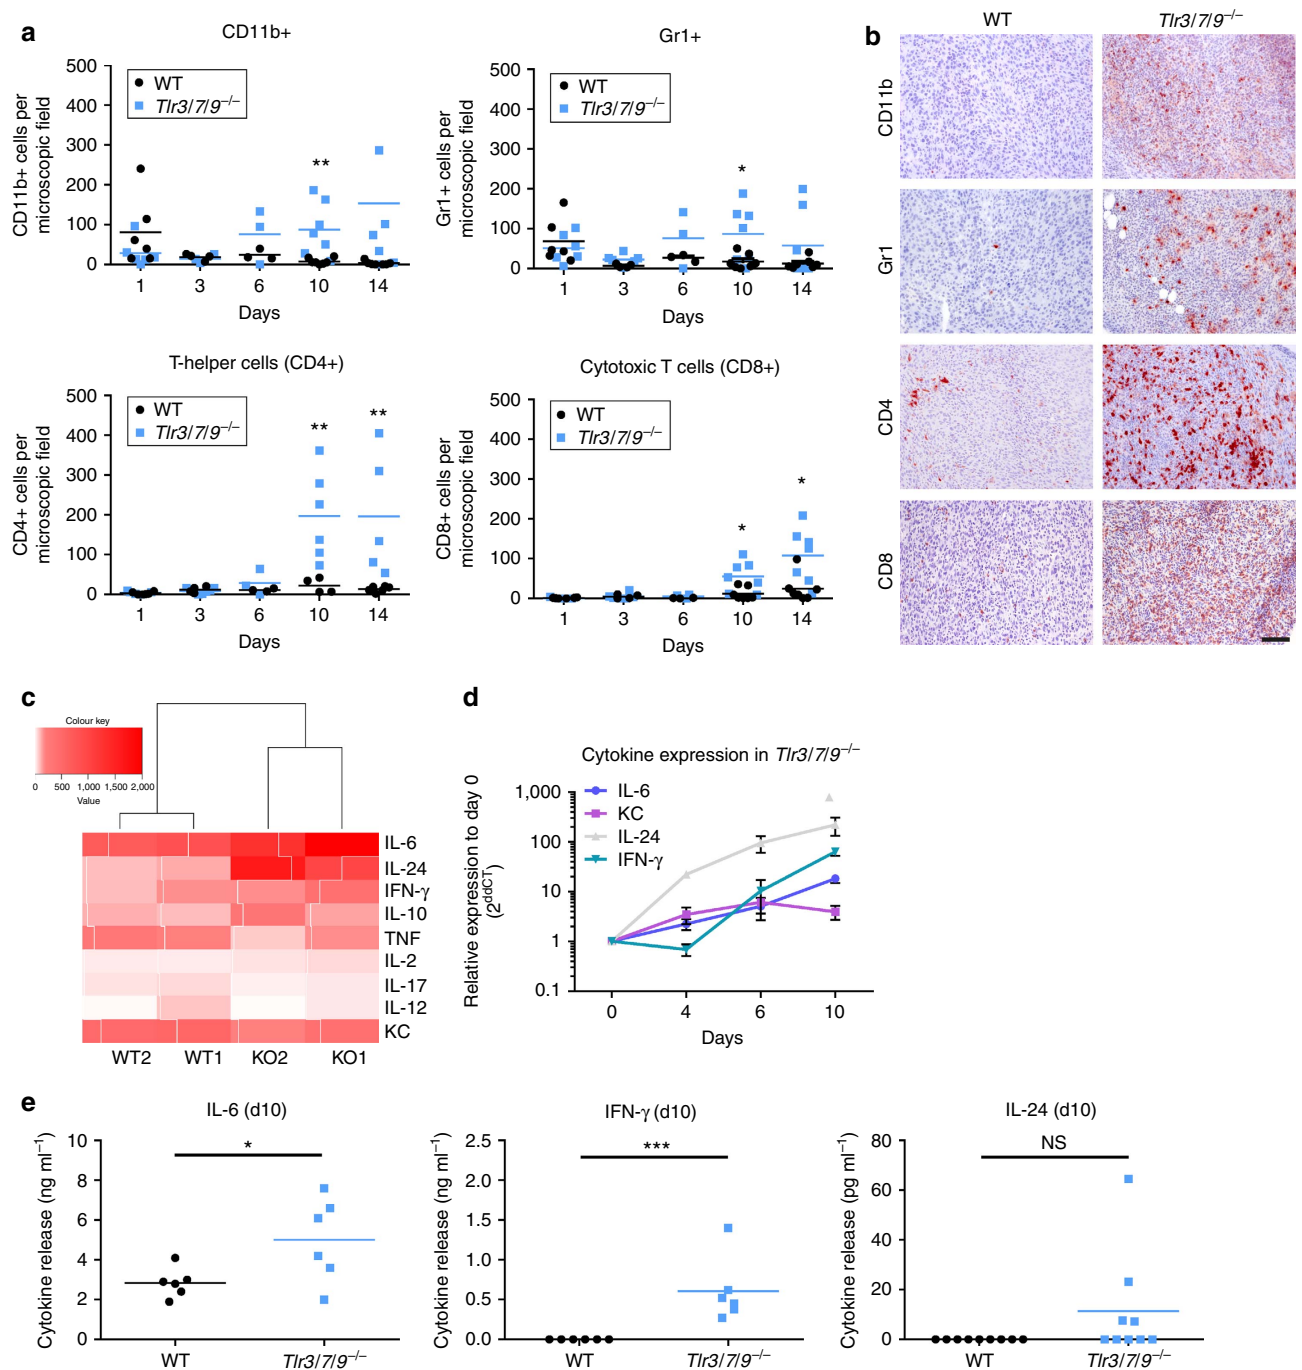 a
CD11b+
CD11b+ cells per
microscopic field
500
400
300
200
100
0
WT
Tlr3/7/9–/–
**
1 3 6 10 14
Days
Gr1+
Gr1+ cells per
microscopic field
500
400
300
200
100
0
WT
Tlr3/7/9–/–
*
1 3 6 10 14
Days
T-helper cells (CD4+)
CD4+ cells per
microscopic field
500
400
300
200
100
0
WT
Tlr3/7/9–/–
** **
1 3 6 10 14
Days
Cytotoxic T cells (CD8+)
CD8+ cells per
microscopic field
500
400
300
200
100
0
WT
Tlr3/7/9–/–
* *
1 3 6 10 14
Days
b
WT Tlr3/7/9–/–
CD11b
Gr1
CD4
CD8
c
Colour key
0 500 1,000 1,500 2,000
Value
IL-6
IL-24
IFN-γ
IL-10
TNF
IL-2
IL-17
IL-12
KC
WT2 WT1 KO2 KO1
d
Cytokine expression in Tlr3/7/9–/–
Relative expression to day 0
(2^ddCT)
1,000
100
10
1
0.1
IL-6
KC
IL-24
IFN-γ
0 4 6 10
Days
e
IL-6 (d10)
Cytokine release (ng ml–1)
10
8
6
4
2
0
*
WT Tlr3/7/9–/–
IFN-γ (d10)
Cytokine release (ng ml–1)
2.5
2.0
1.5
1.0
0.5
0.0
***
WT Tlr3/7/9–/–
IL-24 (d10)
Cytokine release (pg ml–1)
80
60
40
20
0
NS
WT Tlr3/7/9–/–